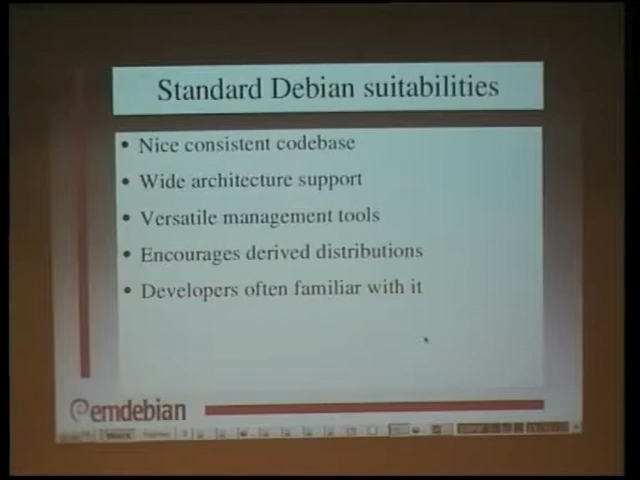 Standard Debian suitabilities
• Nice consistent codebase
• Wide architecture support
• Versatile management tools
• Encourages derived distributions
• Developers often familiar with it
emdebian